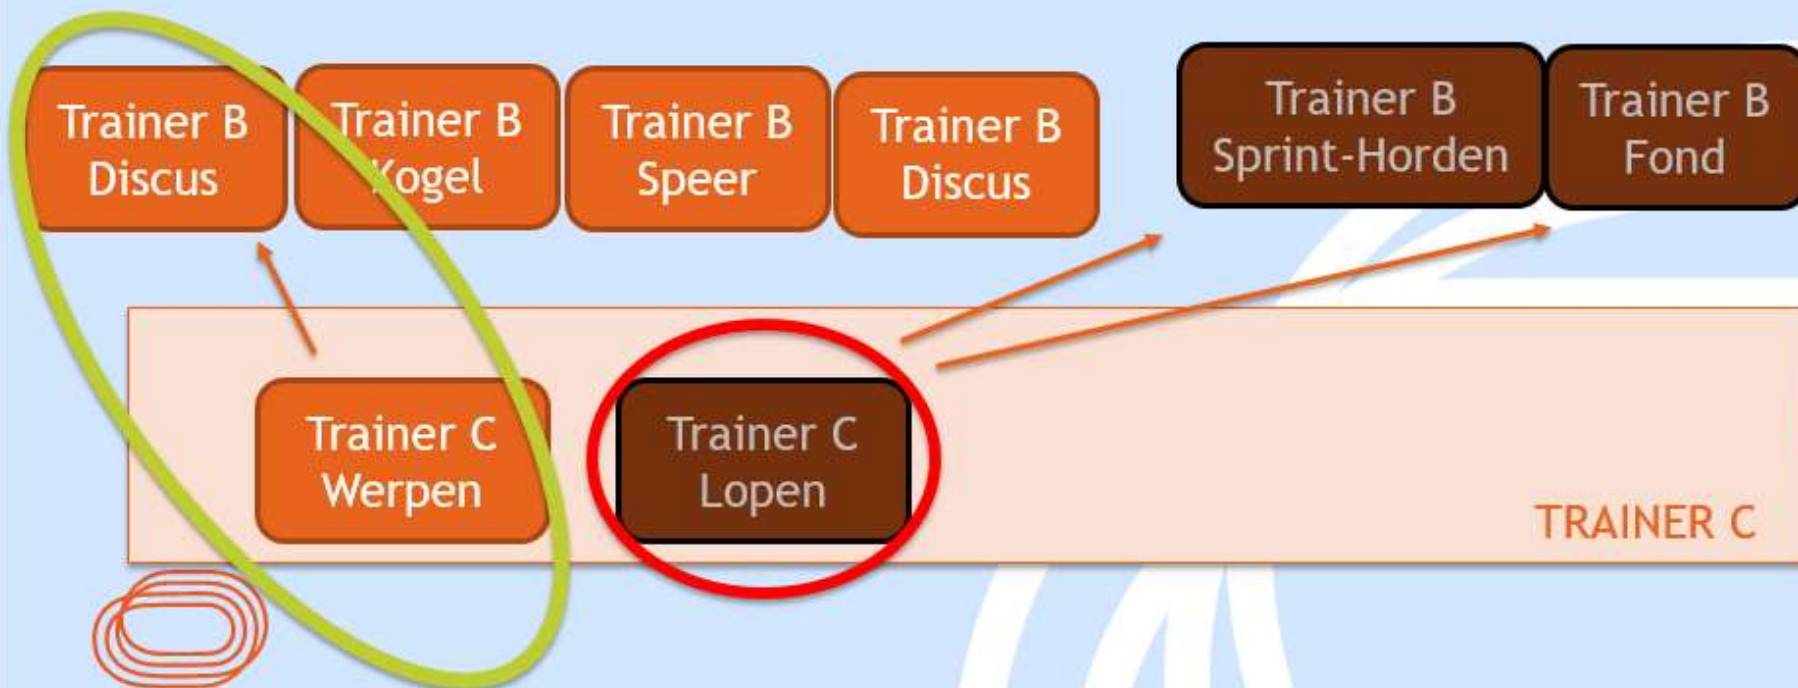 Trainer B
Discus
Trainer B
Kogel
Trainer B
Speer
Trainer B
Discus
Trainer B
Sprint-Horden
Trainer B
Fond
Trainer C
Werpen
Trainer C
Lopen
TRAINER C